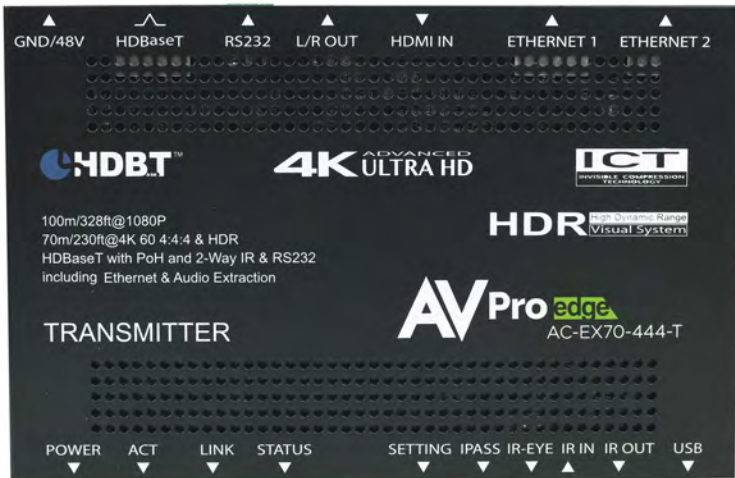 GND/48V HDBaseT RS232 L/R OUT HDMI IN ETHERNET 1 ETHERNET 2
HDBT™
4K ADVANCED ULTRA HD
ICT
INVISIBLE COMPRESSION
TECHNOLOGY
100m/328ft@1080P
70m/230ft@4K 60 4:4:4 & HDR
HDBaseT with PoH and 2-Way IR & RS232
including Ethernet & Audio Extraction
HDR High Dynamic Range
Visual System
TRANSMITTER
AVPro edge
AC-EX70-444-T
POWER ACT LINK STATUS SETTING IPASS IR-EYE IR IN IR OUT USB